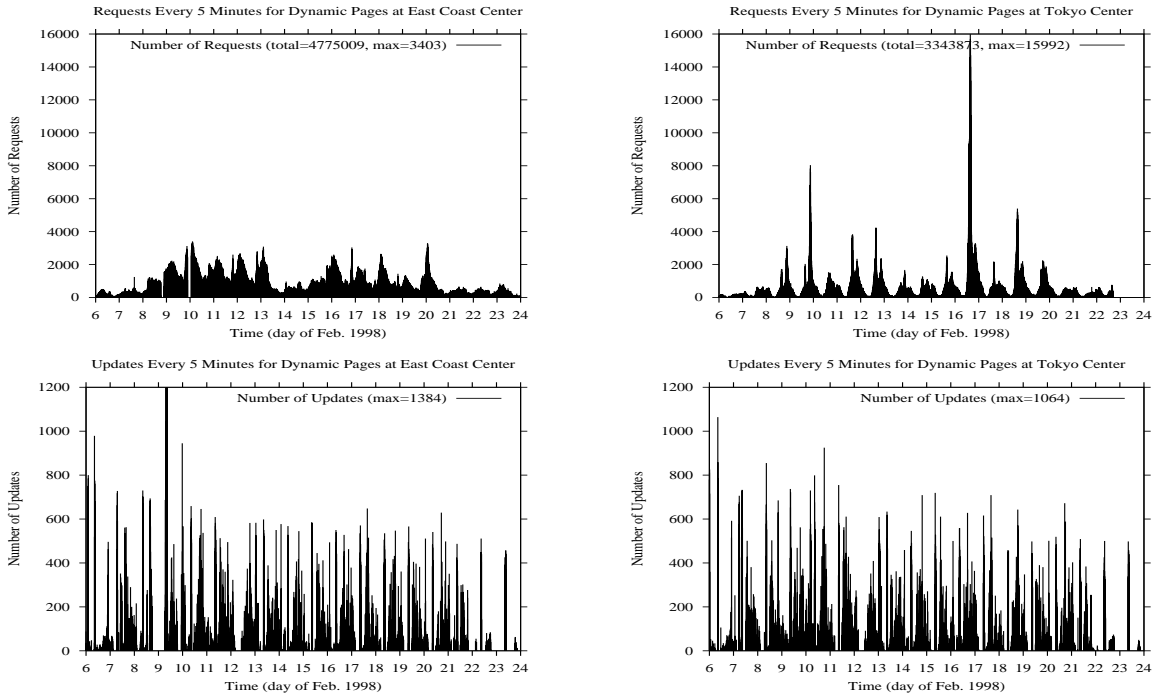 Requests Every 5 Minutes for Dynamic Pages at East Coast Center
Number of Requests (total=4775009, max=3403)
16000
14000
12000
10000
8000
6000
4000
2000
0
Number of Requests
6 7 8 9 10 11 12 13 14 15 16 17 18 19 20 21 22 23 24
Time (day of Feb. 1998)
Requests Every 5 Minutes for Dynamic Pages at Tokyo Center
Number of Requests (total=3343873, max=15992)
16000
14000
12000
10000
8000
6000
4000
2000
0
Number of Requests
6 7 8 9 10 11 12 13 14 15 16 17 18 19 20 21 22 23 24
Time (day of Feb. 1998)
Updates Every 5 Minutes for Dynamic Pages at East Coast Center
Number of Updates (max=1384)
1200
1000
800
600
400
200
0
Number of Updates
6 7 8 9 10 11 12 13 14 15 16 17 18 19 20 21 22 23 24
Time (day of Feb. 1998)
Updates Every 5 Minutes for Dynamic Pages at Tokyo Center
Number of Updates (max=1064)
1200
1000
800
600
400
200
0
Number of Updates
6 7 8 9 10 11 12 13 14 15 16 17 18 19 20 21 22 23 24
Time (day of Feb. 1998)